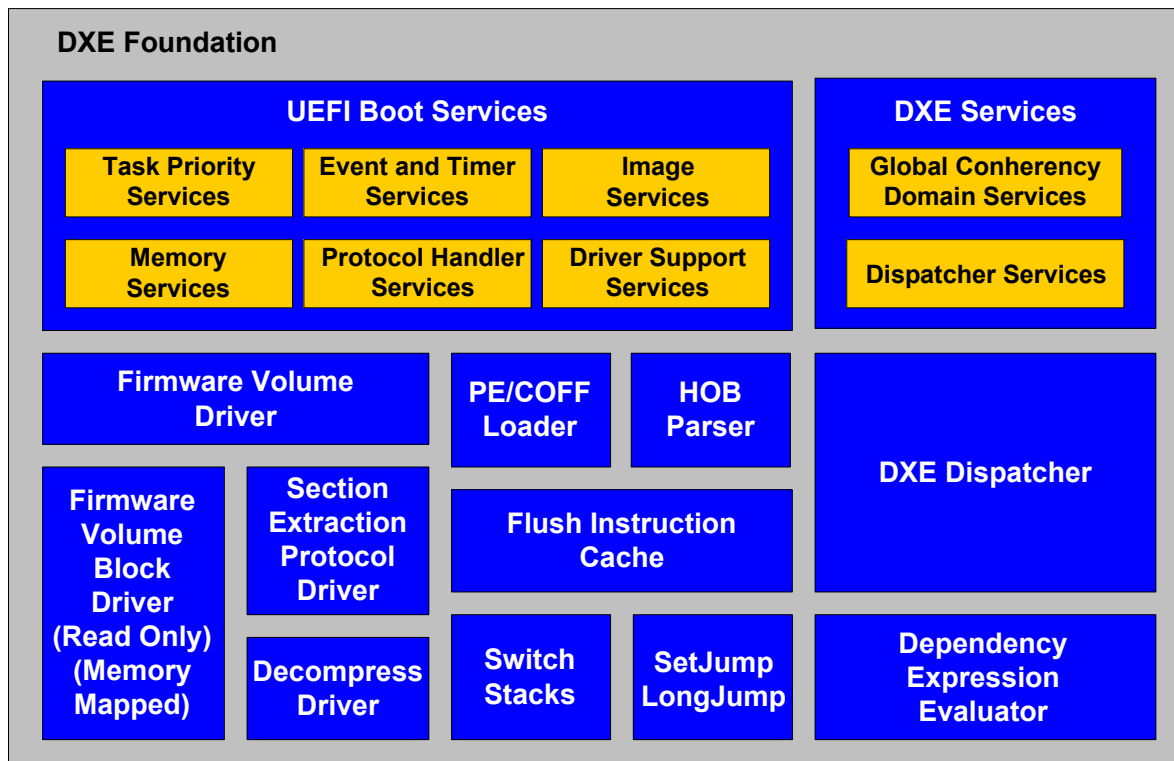 DXE Foundation
UEFI Boot Services
Task Priority
Services
Event and Timer
Services
Image
Services
Memory
Services
Protocol Handler
Services
Driver Support
Services
DXE Services
Global Conherency
Domain Services
Dispatcher Services
Firmware Volume
Driver
PE/COFF
Loader
HOB
Parser
DXE Dispatcher
Firmware
Volume
Block
Driver
(Read Only)
(Memory
Mapped)
Section
Extraction
Protocol
Driver
Flush Instruction
Cache
Decompress
Driver
Switch
Stacks
SetJump
LongJump
Dependency
Expression
Evaluator